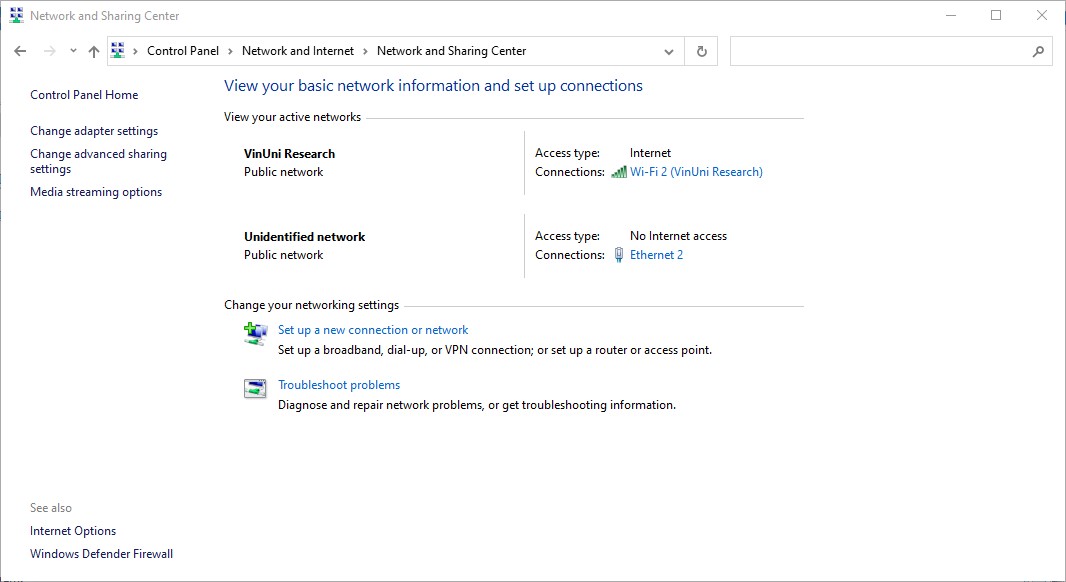 Network and Sharing Center
Control Panel > Network and Internet > Network and Sharing Center
Control Panel Home
Change adapter settings
Change advanced sharing
settings
Media streaming options
View your basic network information and set up connections
View your active networks
VinUni Research
Public network
Access type: Internet
Connections: Wi-Fi 2 (VinUni Research)
Unidentified network
Public network
Access type: No Internet access
Connections: Ethernet 2
Change your networking settings
Set up a new connection or network
Set up a broadband, dial-up, or VPN connection; or set up a router or access point.
Troubleshoot problems
Diagnose and repair network problems, or get troubleshooting information.
See also
Internet Options
Windows Defender Firewall